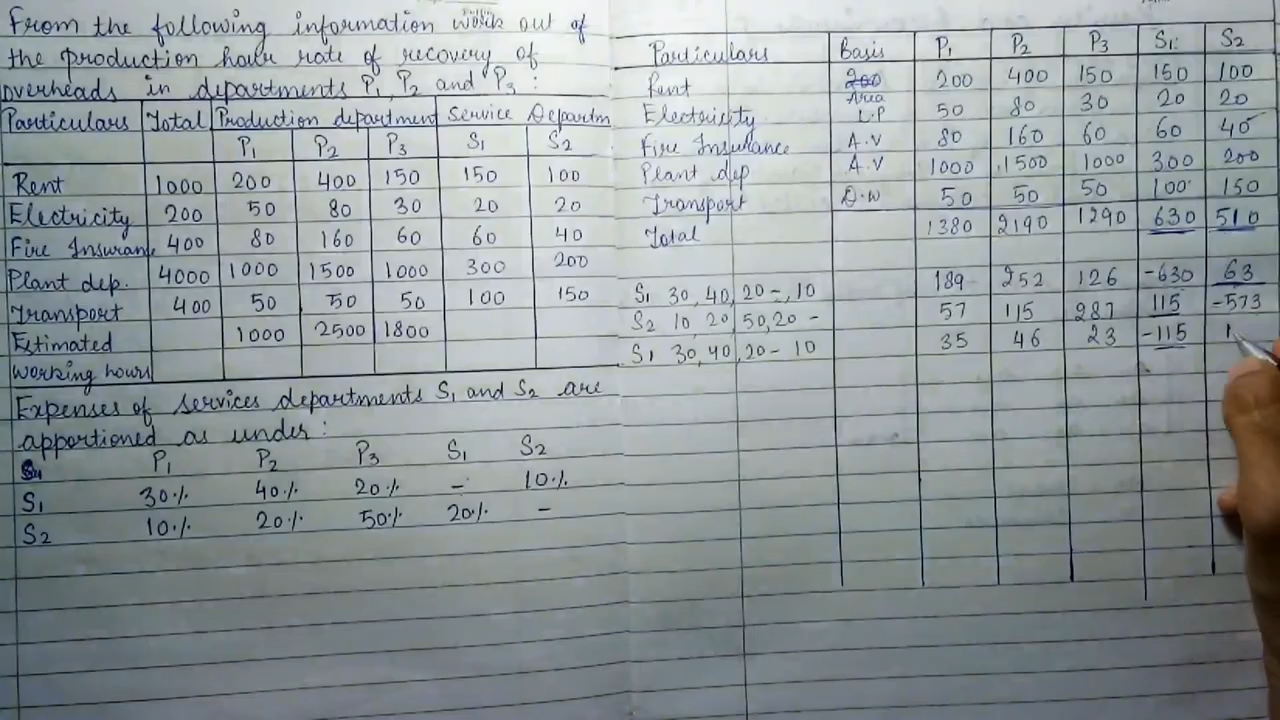 From the following information work out of
the production hour rate of recovery of
overheads in departments P1, P2 and P3 :
Particulars Total Production department Service Departm
P1 P2 P3 S1 S2
Rent 1000 200 400 150 150 100
Electricity 200 50 80 30 20 20
Fire Insuran 400 80 160 60 60 40
Plant dep. 4000 1000 1500 1000 300 200
Transport 400 50 50 50 100 150
Estimated 1000 2500 1800
working hours
Expenses of services departments S1 and S2 are
apportioned as under :
P1 P2 P3 S1 S2
S1 30% 40% 20% - 10%
S2 10% 20% 50% 20% -
Particulars Basis P1 P2 P3 S1 S2
Rent Area 200 400 150 150 100
Electricity L.P 50 80 30 20 20
Fire Insurance A.V 80 160 60 60 40
Plant dep A.V 1000 1500 1000 300 200
Transport D.W 50 50 50 100 150
Total 1380 2190 1290 630 510
S1 30, 40, 20 -, 10 189 252 126 -630 63
S2 10 20 50, 20 - 57 115 287 115 -573
S1 30, 40, 20 - 10 35 46 23 -115 1